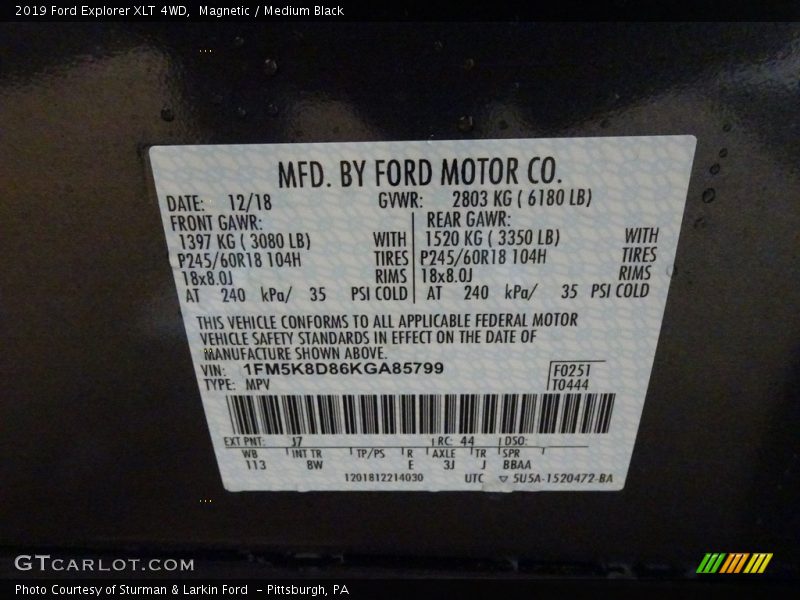 2019 Ford Explorer XLT 4WD,  Magnetic / Medium Black
MFD. BY FORD MOTOR CO.
DATE: 12/18 GVWR: 2803 KG ( 6180 LB)
FRONT GAWR: REAR GAWR:
1397 KG ( 3080 LB) WITH 1520 KG ( 3350 LB) WITH
P245/60R18 104H TIRES P245/60R18 104H TIRES
18x8.0J RIMS 18x8.0J RIMS
AT 240 kPa/ 35 PSI COLD AT 240 kPa/ 35 PSI COLD
THIS VEHICLE CONFORMS TO ALL APPLICABLE FEDERAL MOTOR
VEHICLE SAFETY STANDARDS IN EFFECT ON THE DATE OF
MANUFACTURE SHOWN ABOVE.
VIN: 1FM5K8D86KGA85799 F0251
TYPE: MPV T0444
EXT PNT: J7 RC: 44 DSO:
WB INT TR TP/PS R AXLE TR SPR
113 8W E 3J J BBAA
1201812214030 UTC ▽ 5U5A-1520472-BA
GTCARLOT.COM
Photo Courtesy of Sturman & Larkin Ford  - Pittsburgh, PA